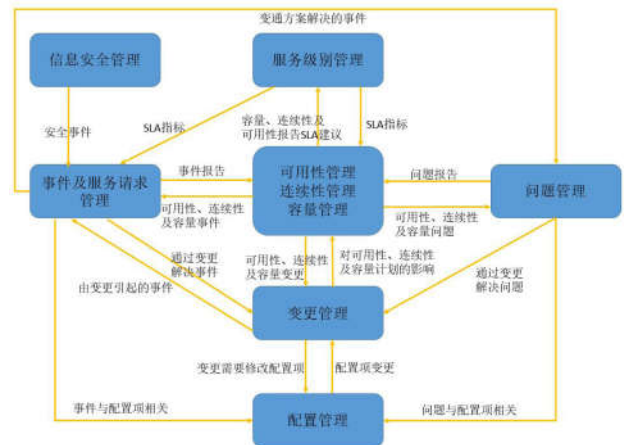 变通方案解决的事件
信息安全管理
服务级别管理
安全事件
SLA指标
容量、连续性及
可用性报告SLA建议
SLA指标
事件及服务请求
管理
事件报告
可用性管理
连续性管理
容量管理
问题报告
问题管理
可用性、连续性
及容量事件
可用性、连续性
及容量问题
通过变更
解决事件
可用性、连续性
及容量变更
对可用性、连续性
及容量计划的影响
通过变更
解决问题
由变更引起的事件
变更管理
变更需要修改配置项
配置项变更
事件与配置项相关
配置管理
问题与配置项相关